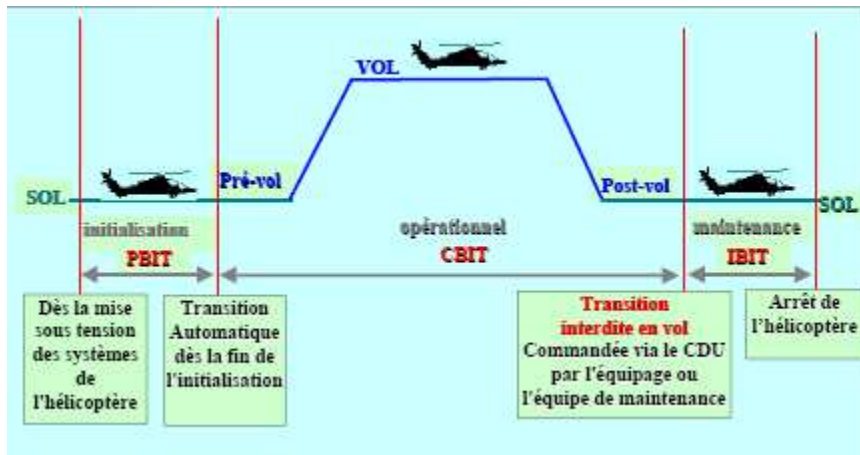 VOL
SOL
Pré-vol
Post-vol
SOL
initialisation
opérationnel
maintenance
PBIT
CBIT
IBIT
Dès la mise
sous tension
des systèmes
de
l'hélicoptère
Transition
Automatique
dès la fin de
l'initialisation
Transition
interdite en vol
Commandée via le CDU
par l'équipage ou
l'équipe de maintenance
Arrêt de
l'hélicoptère